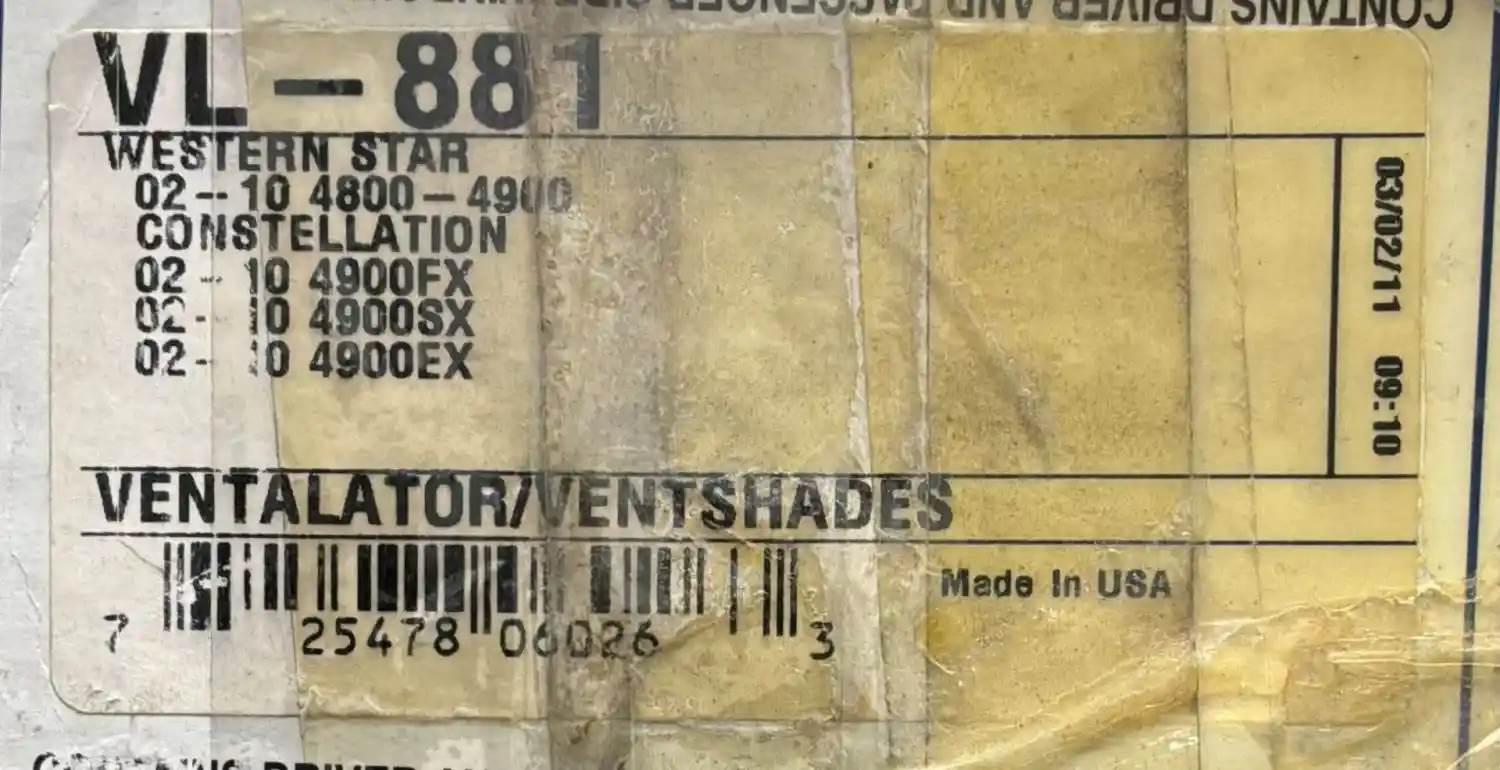 CONTAINS DRIVER AND PASSENGER SIDE
VL-881
WESTERN STAR
02--10 4800-4900
CONSTELLATION
02 - 10 4900FX
02- 10 4900SX
02- 10 4900EX
03/02/11 09:10
VENTALATOR/VENTSHADES
Made In USA
7 25478 06026 3
DRIVER